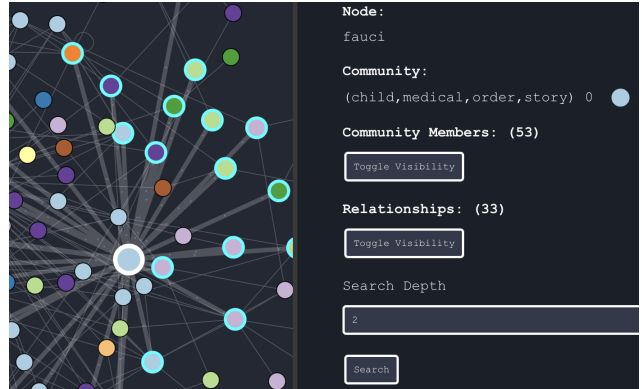 Node:
fauci
Community:
(child,medical,order,story) 0
Community Members: (53)
Toggle Visibility
Relationships: (33)
Toggle Visibility
Search Depth
2
Search